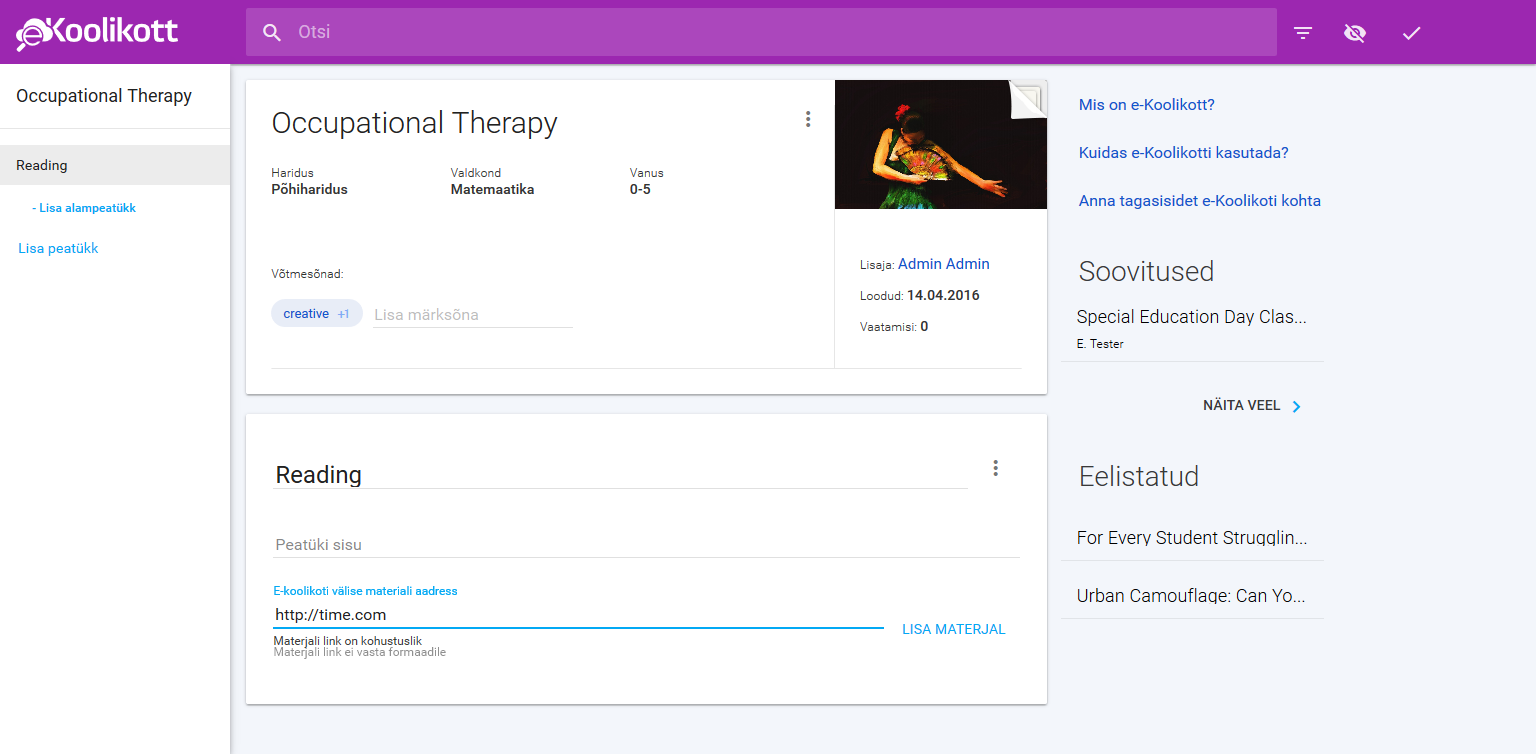 eKoolikott
Otsi
Occupational Therapy
Reading
- Lisa alampeatükk
Lisa peatükk
Occupational Therapy
Haridus
Põhiharidus
Valdkond
Matemaatika
Vanus
0-5
Võtmesõnad:
creative +1
Lisa märksõna
Lisaja: Admin Admin
Loodud: 14.04.2016
Vaatamisi: 0
Reading
Peatüki sisu
E-koolikoti välise materiali aadress
http://time.com
Materjali link on kohustuslik
Materjali link ei vasta formaadile
LISA MATERJAL
Mis on e-Koolikott?
Kuidas e-Koolikotti kasutada?
Anna tagasisidet e-Koolikoti kohta
Soovitused
Special Education Day Clas...
E. Tester
NÄITA VEEL
Eelistatud
For Every Student Strugglin...
Urban Camouflage: Can Yo...